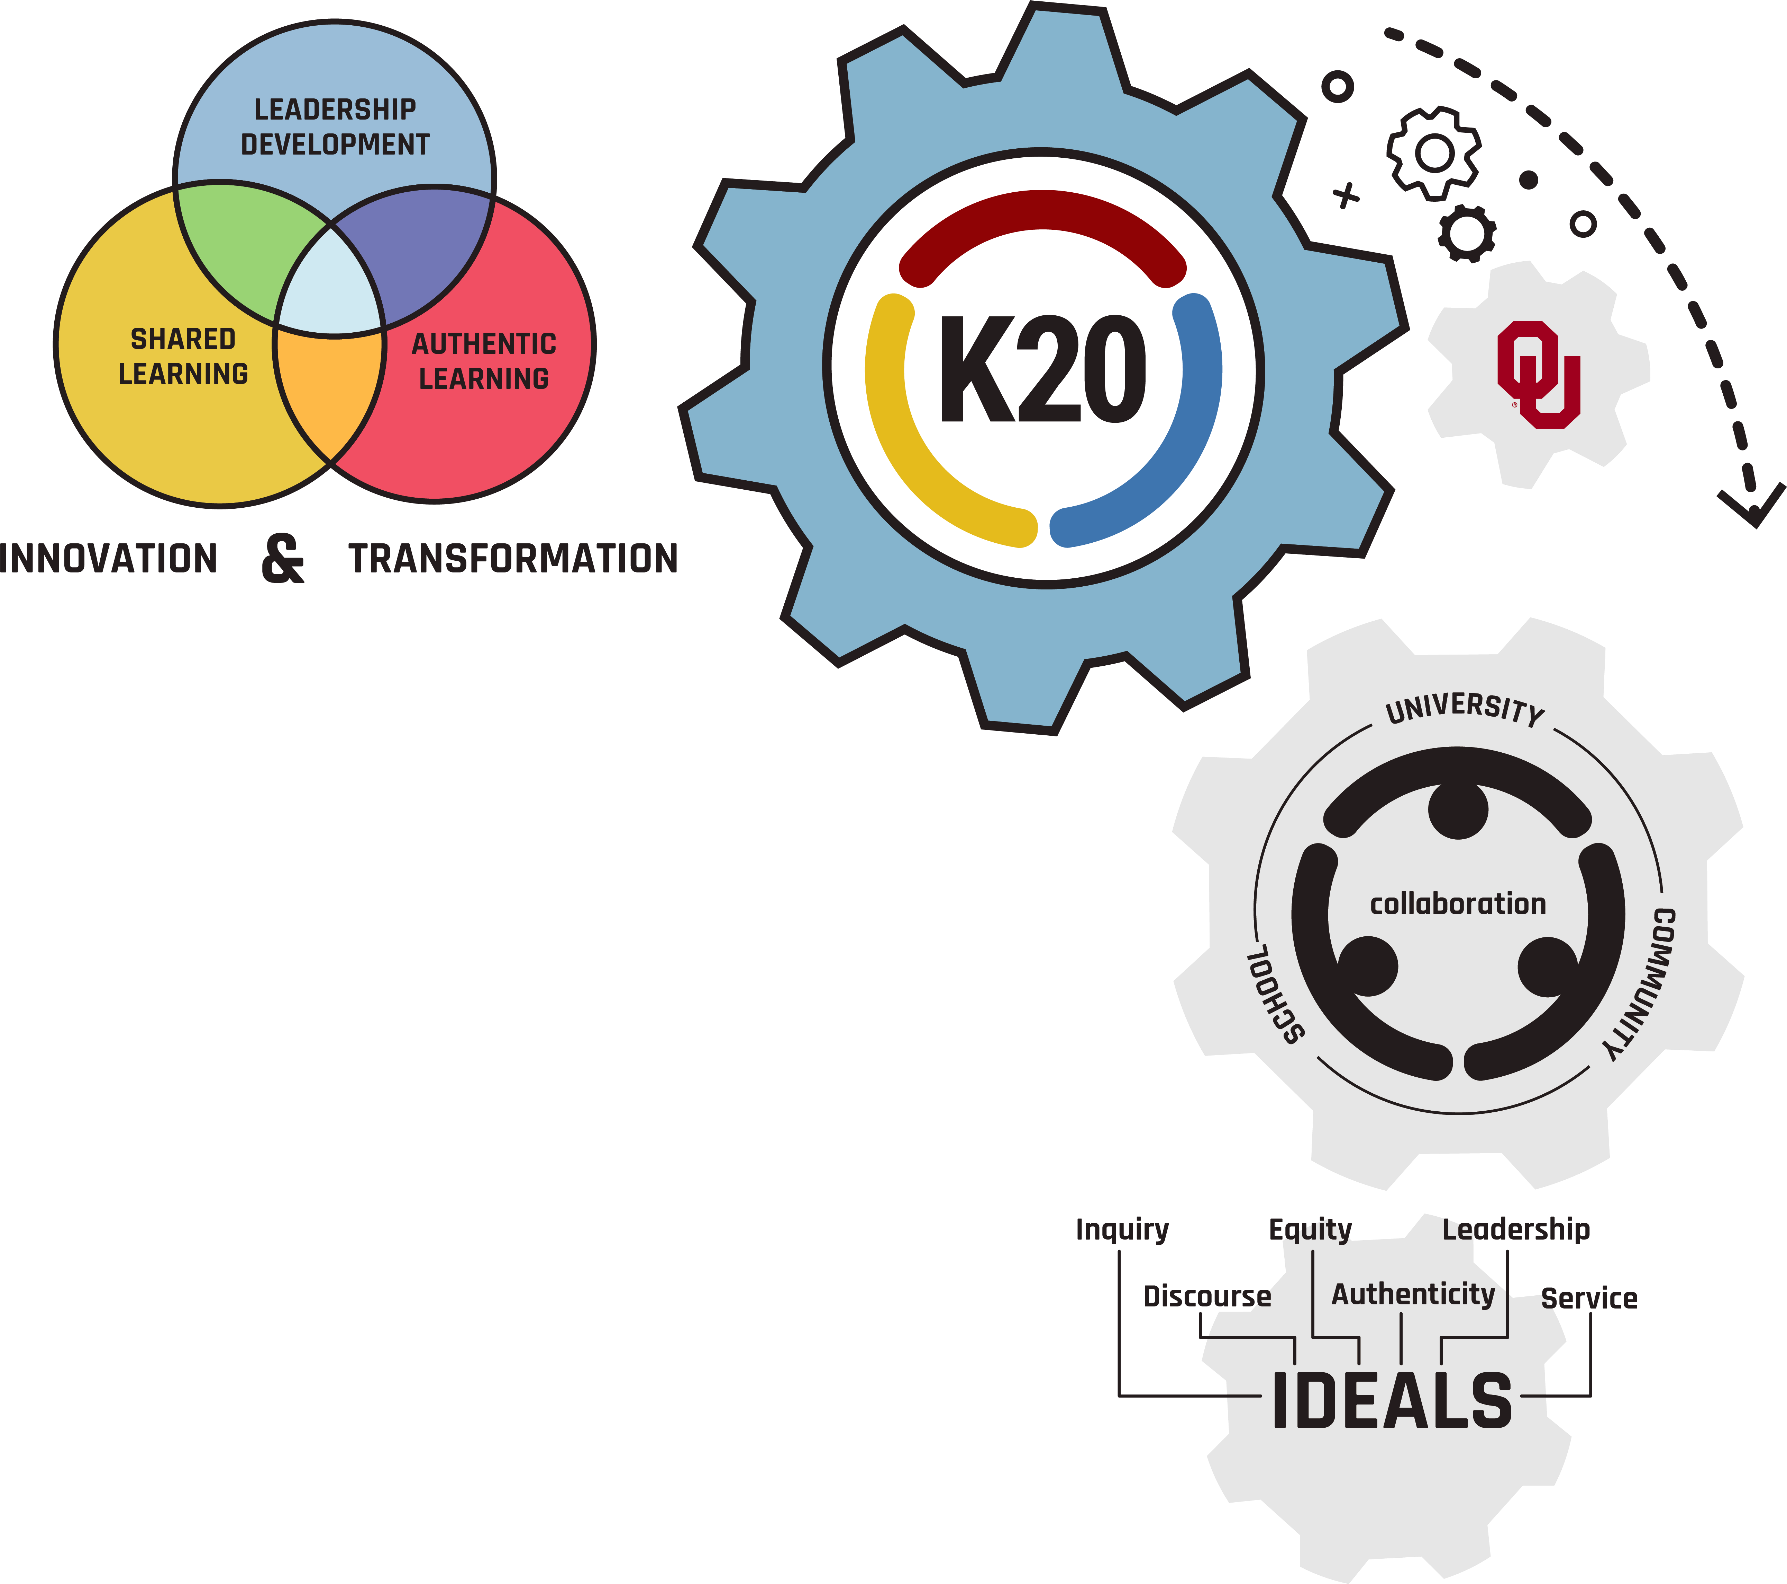 LEADERSHIP
DEVELOPMENT
SHARED
LEARNING
AUTHENTIC
LEARNING
INNOVATION & TRANSFORMATION
K20
OU
®
UNIVERSITY
COMMUNITY
SCHOOL
collaboration
Inquiry Equity Leadership
Discourse Authenticity Service
IDEALS